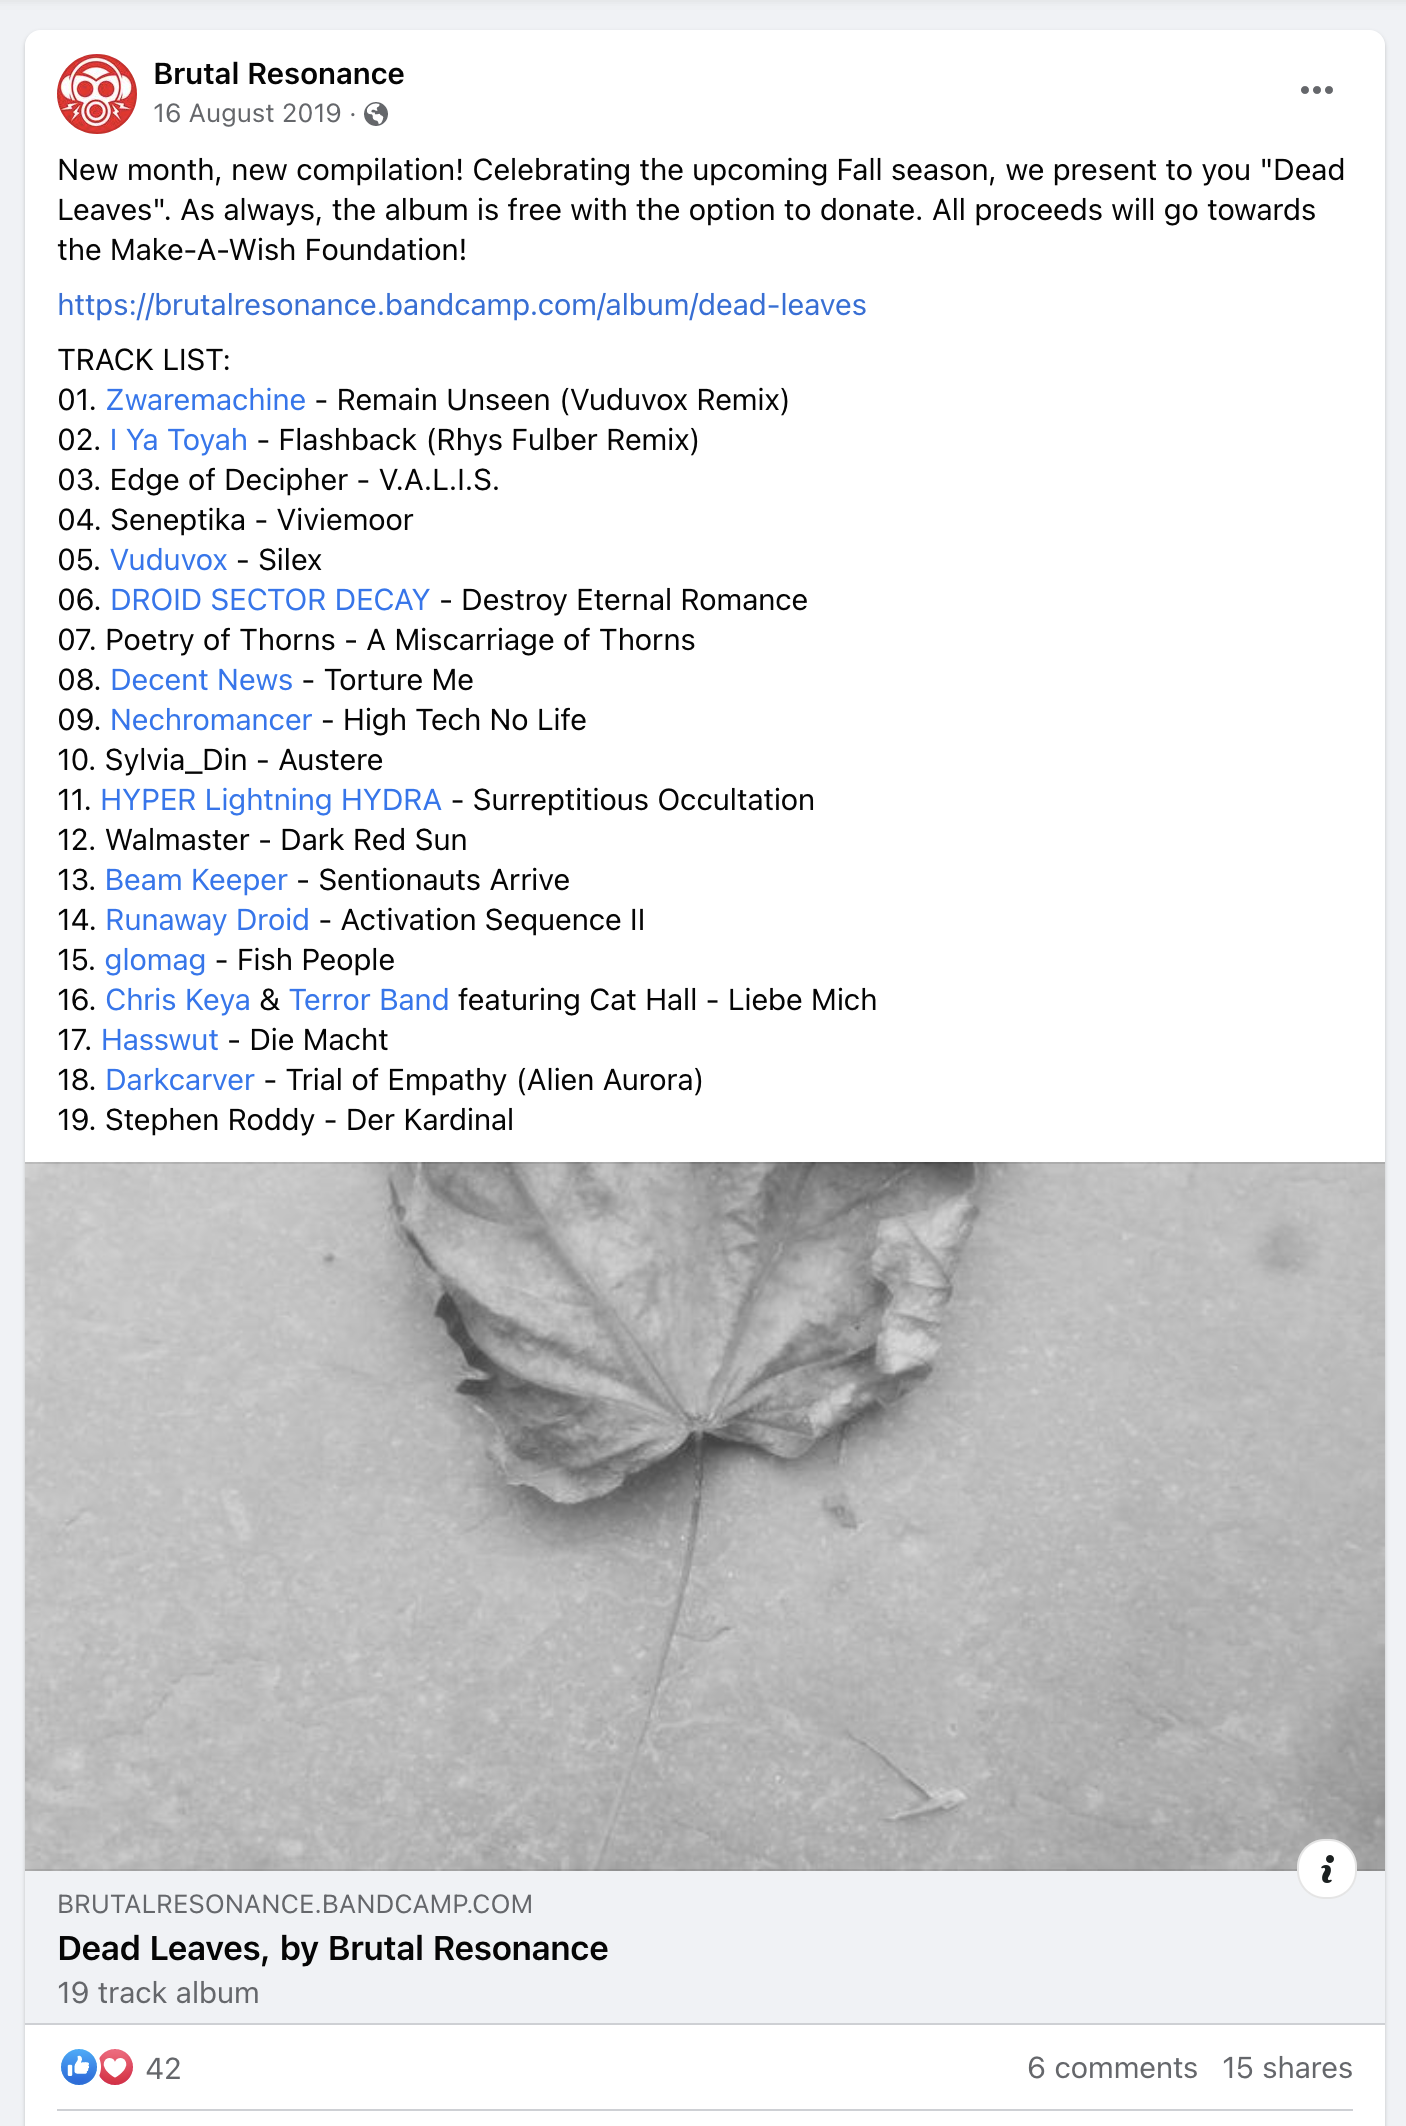 Brutal Resonance
16 August 2019 ·
New month, new compilation! Celebrating the upcoming Fall season, we present to you "Dead
Leaves". As always, the album is free with the option to donate. All proceeds will go towards
the Make-A-Wish Foundation!
https://brutalresonance.bandcamp.com/album/dead-leaves
TRACK LIST:
01. Zwaremachine - Remain Unseen (Vuduvox Remix)
02. I Ya Toyah - Flashback (Rhys Fulber Remix)
03. Edge of Decipher - V.A.L.I.S.
04. Seneptika - Viviemoor
05. Vuduvox - Silex
06. DROID SECTOR DECAY - Destroy Eternal Romance
07. Poetry of Thorns - A Miscarriage of Thorns
08. Decent News - Torture Me
09. Nechromancer - High Tech No Life
10. Sylvia_Din - Austere
11. HYPER Lightning HYDRA - Surreptitious Occultation
12. Walmaster - Dark Red Sun
13. Beam Keeper - Sentionauts Arrive
14. Runaway Droid - Activation Sequence II
15. glomag - Fish People
16. Chris Keya & Terror Band featuring Cat Hall - Liebe Mich
17. Hasswut - Die Macht
18. Darkcarver - Trial of Empathy (Alien Aurora)
19. Stephen Roddy - Der Kardinal
BRUTALRESONANCE.BANDCAMP.COM
Dead Leaves, by Brutal Resonance
19 track album
42 6 comments 15 shares